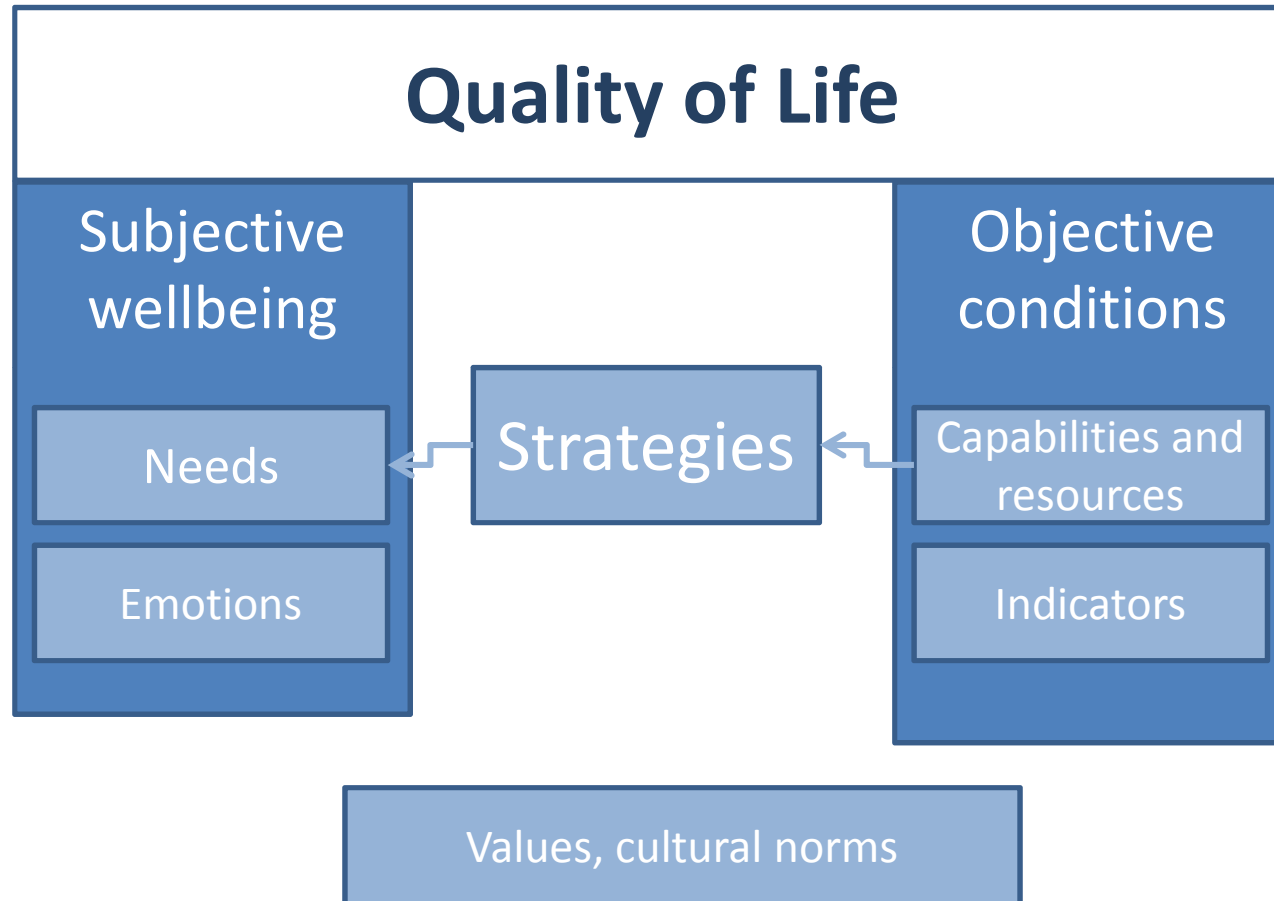 Quality of Life
Subjective
wellbeing
Needs
Emotions
Strategies
Objective
conditions
Capabilities and
resources
Indicators
Values, cultural norms